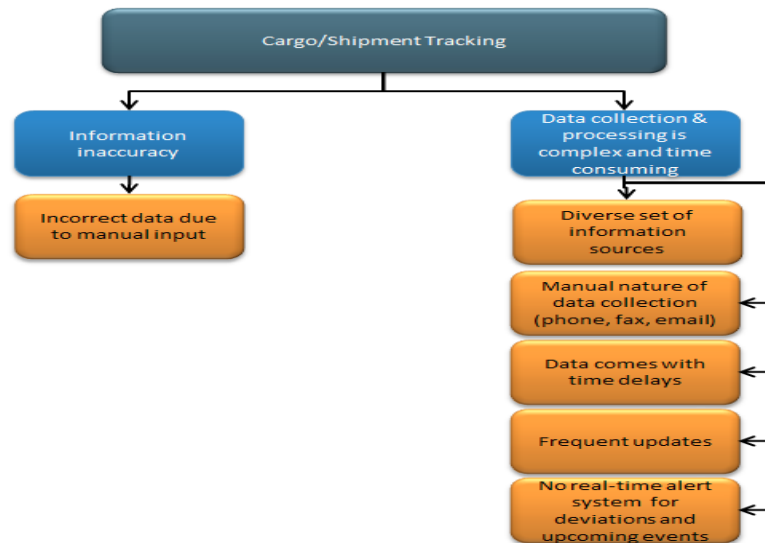 Cargo/Shipment Tracking
Information
inaccuracy
Incorrect data due
to manual input
Data collection &
processing is
complex and time
consuming
Diverse set of
information
sources
Manual nature of
data collection
(phone, fax, email)
Data comes with
time delays
Frequent updates
No real-time alert
system for
deviations and
upcoming events